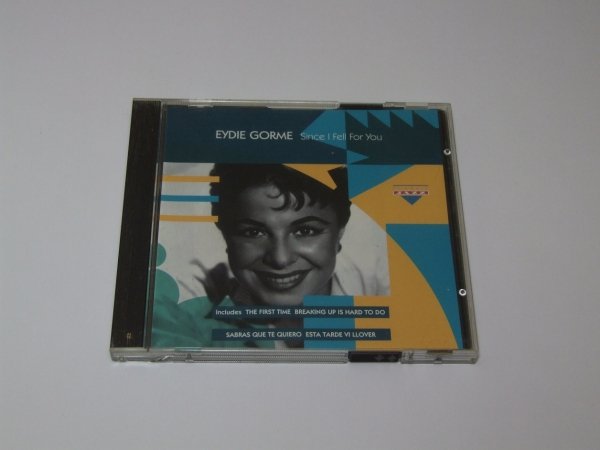 EYDIE GORME Since I Fell For You
JAZZ
Includes THE FIRST TIME BREAKING UP IS HARD TO DO
SABRAS QUE TE QUIERO ESTA TARDE VI LLOVER